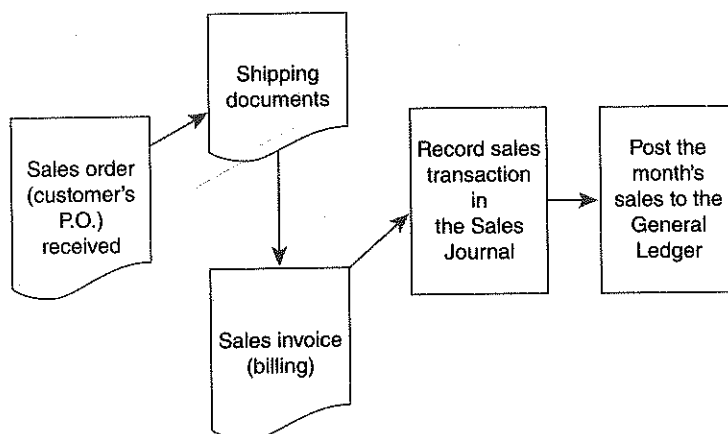 Sales order
(customer's
P.O.)
received
Shipping
documents
Sales invoice
(billing)
Record sales
transaction
in
the Sales
Journal
Post the
month's
sales to the
General
Ledger